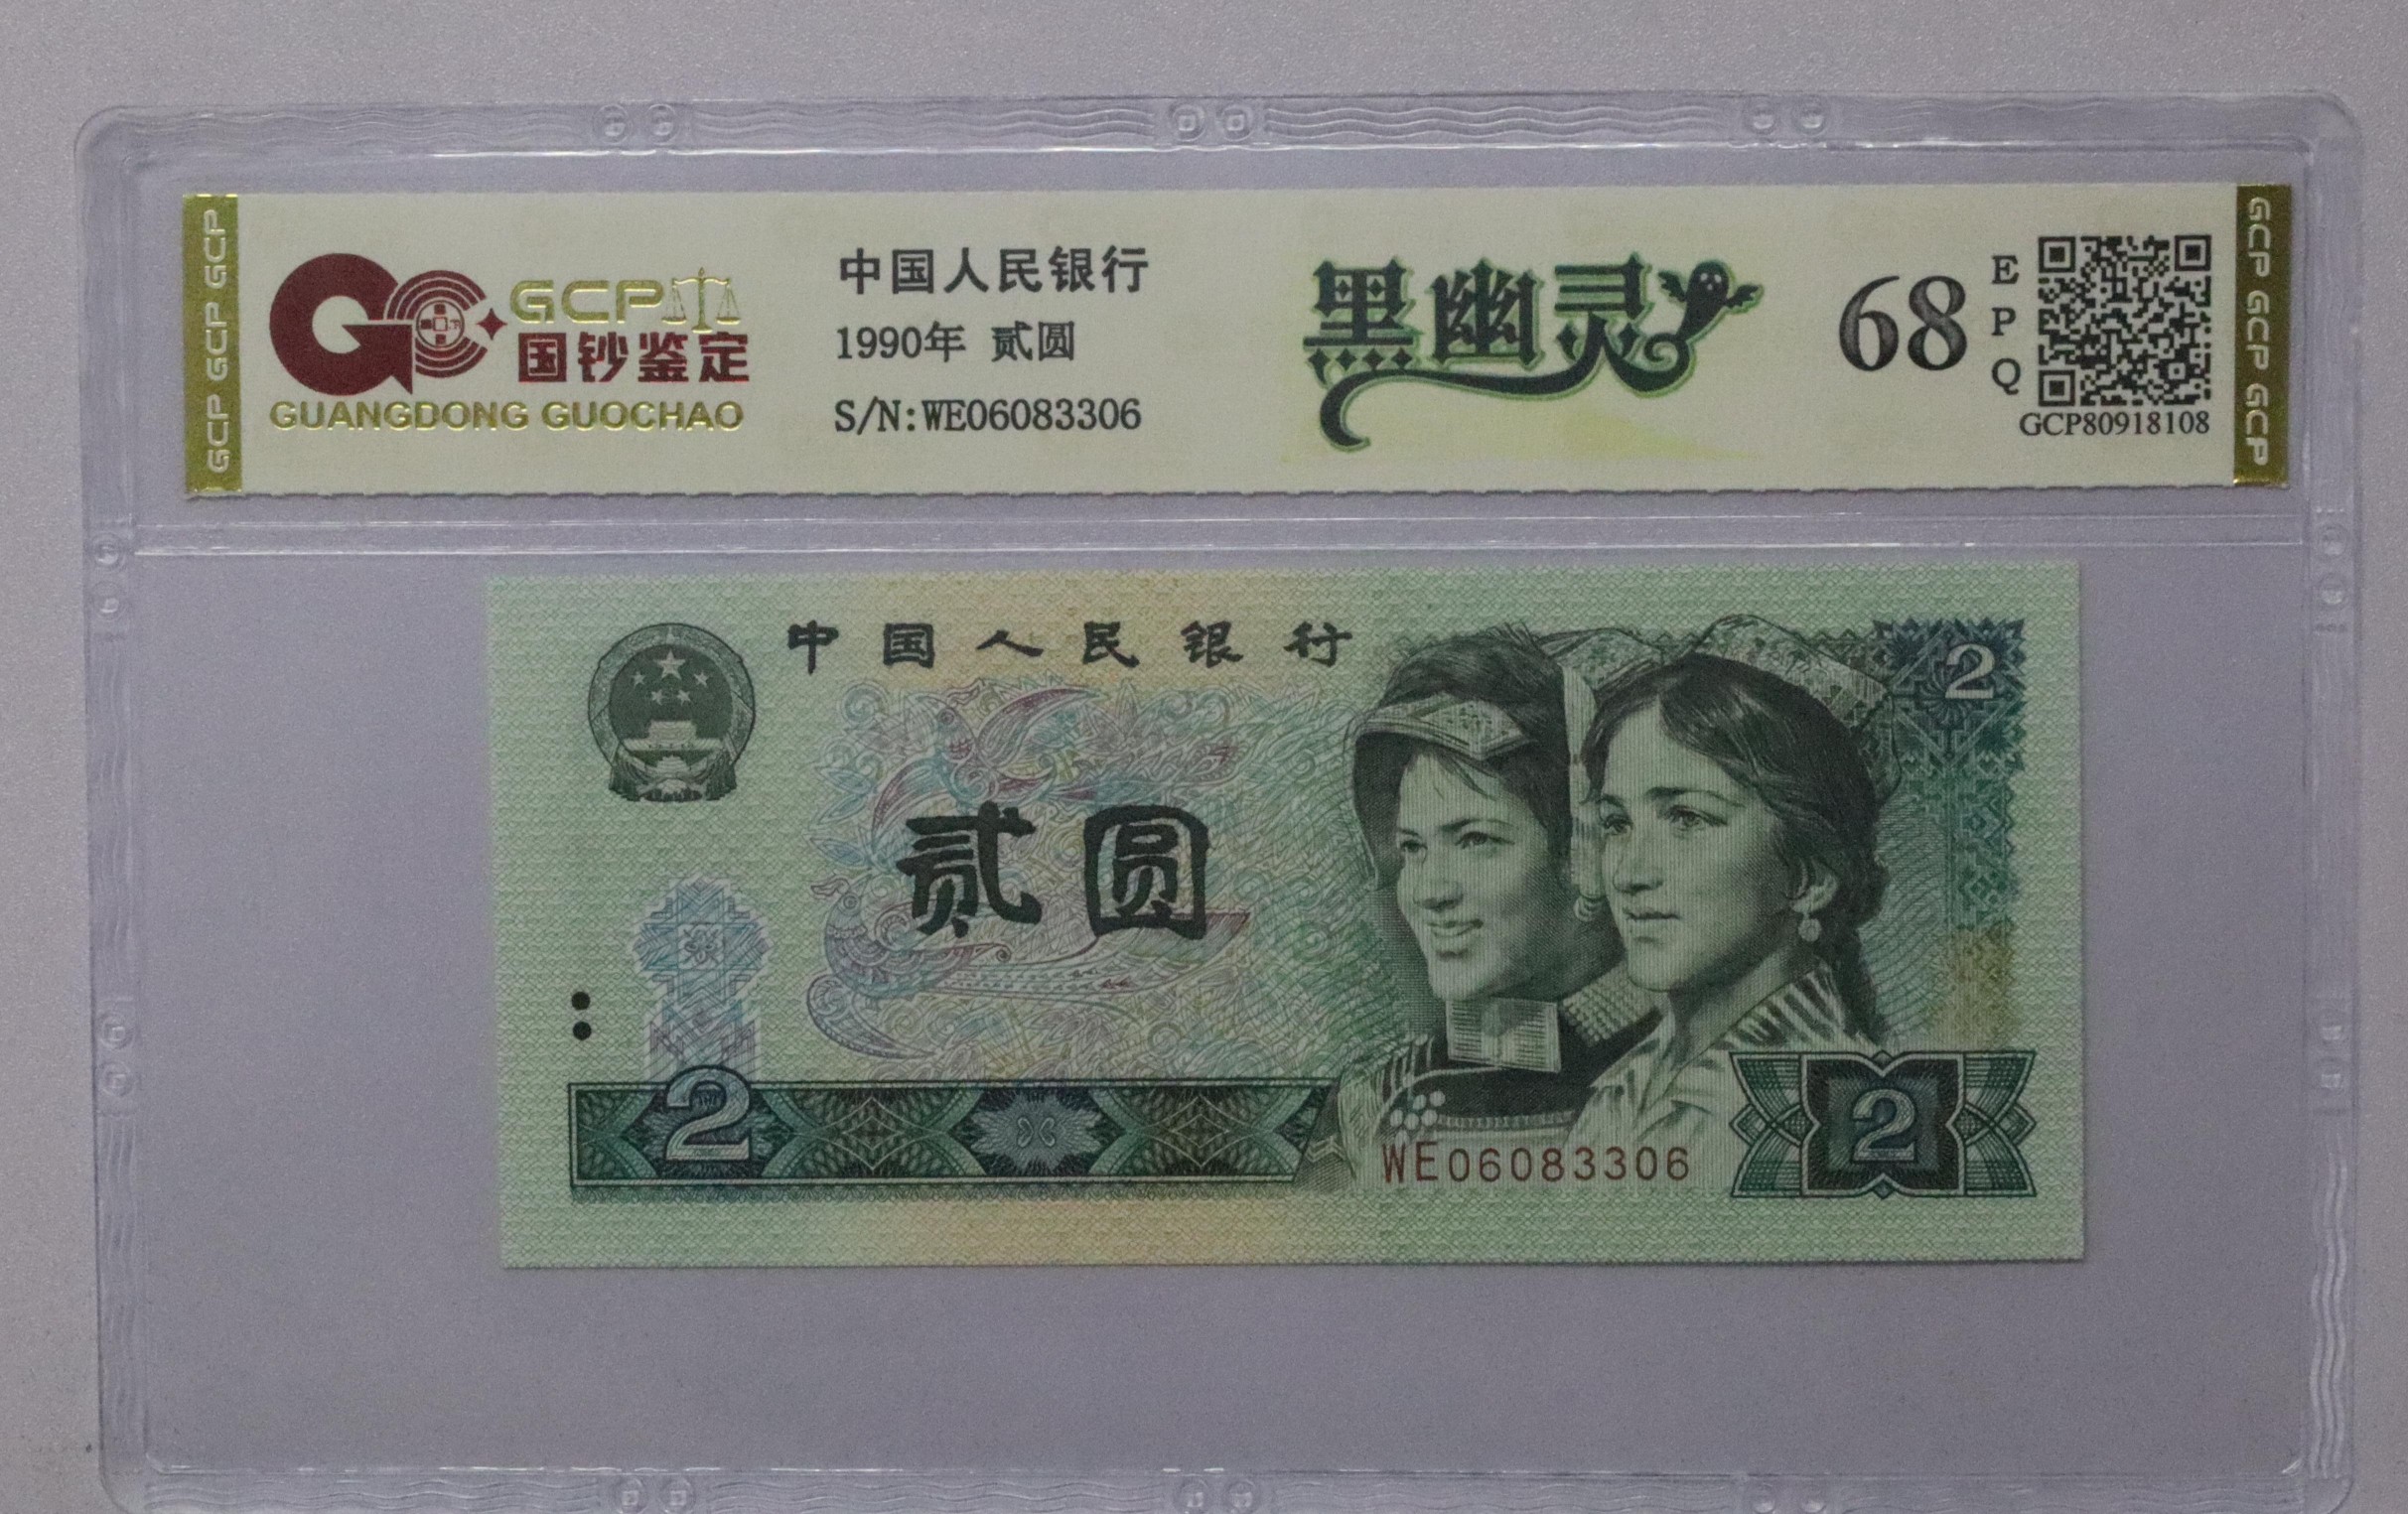 GCP GCP GCP
GCP
国钞鉴定
GUANGDONG GUOCHAO
中国人民银行
1990年 贰圆
S/N:WE06083306
黑幽灵
68
EPQ
GCP80918108
GCP GCP GCP
中国人民银行
2
贰圆
2
WE06083306
2